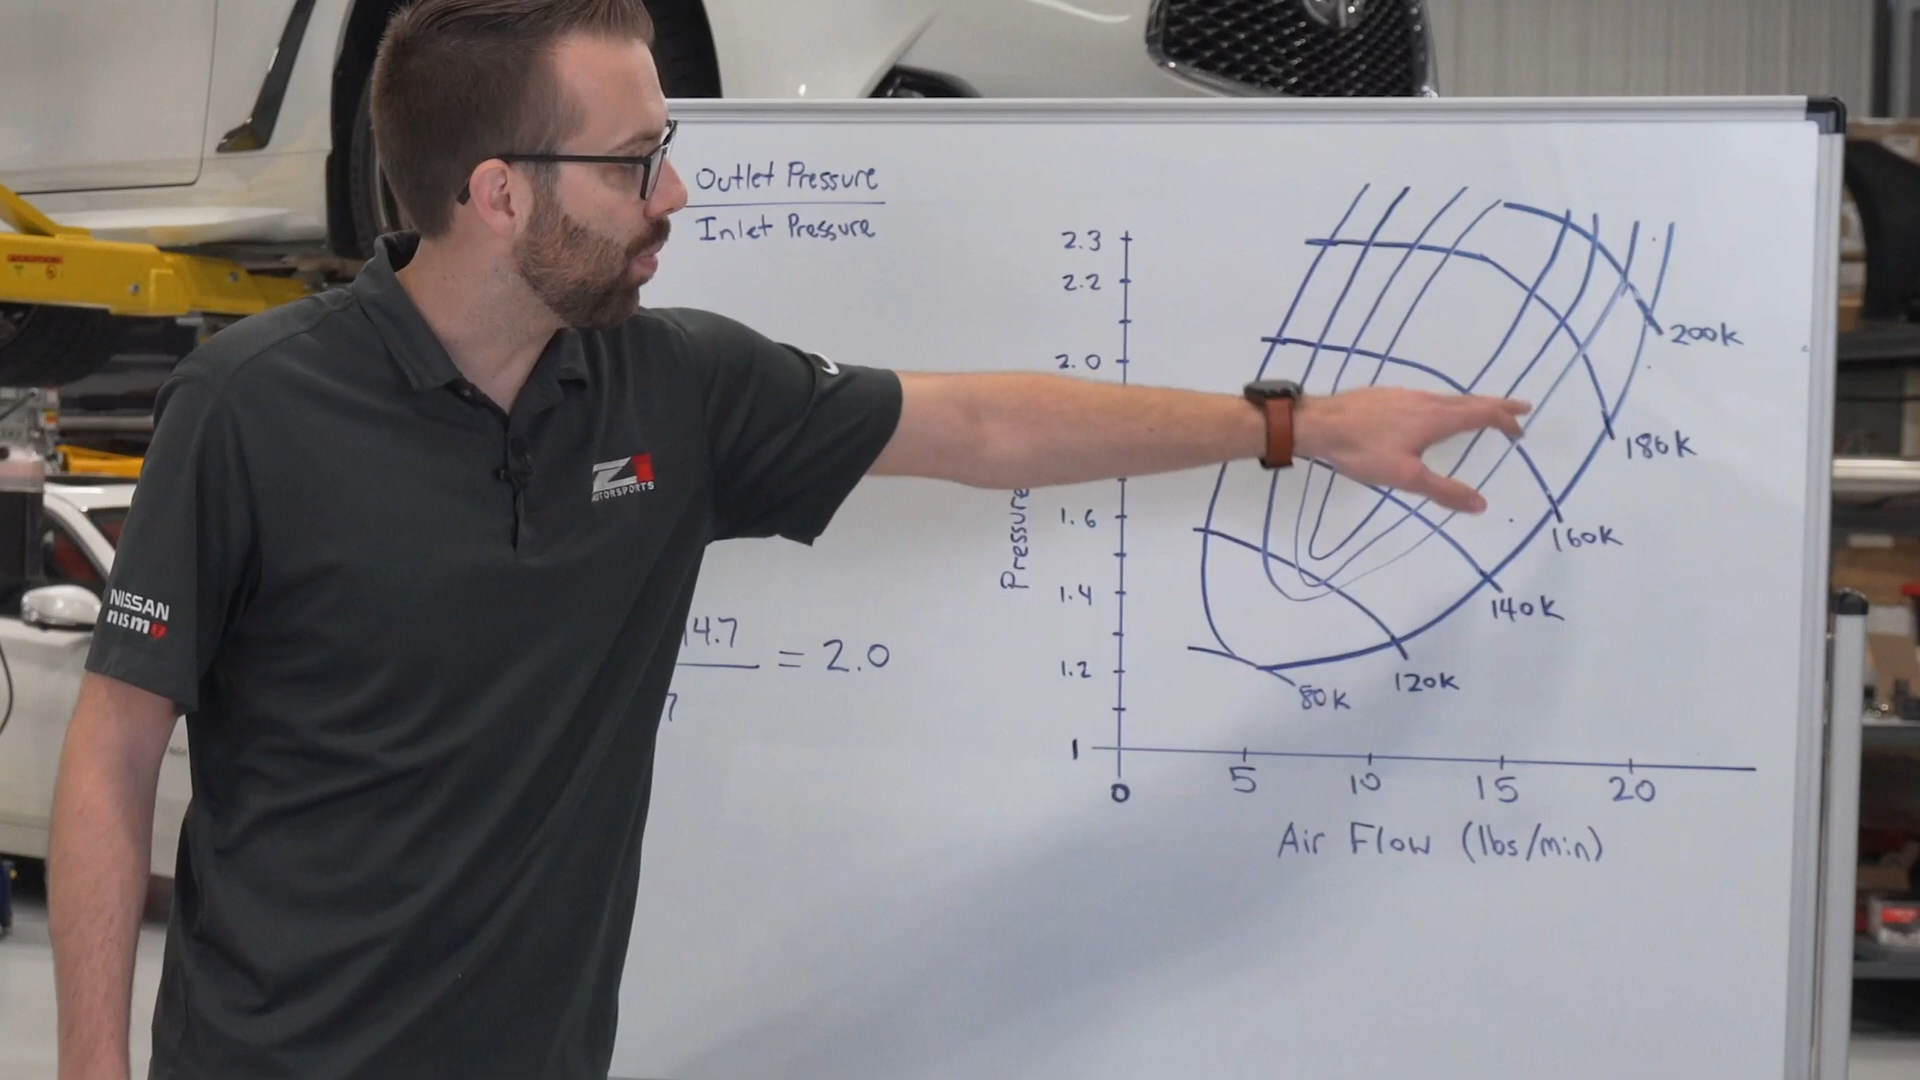 Outlet Pressure
Inlet Pressure
2.3
2.2
2.0
1.6
1.4
1.2
1
Pressure
200K
180K
160K
140K
120K
80K
0 5 10 15 20
Air Flow (lbs/min)
14.7
= 2.0
7
Z1
MOTORSPORTS
NISSAN
nismo